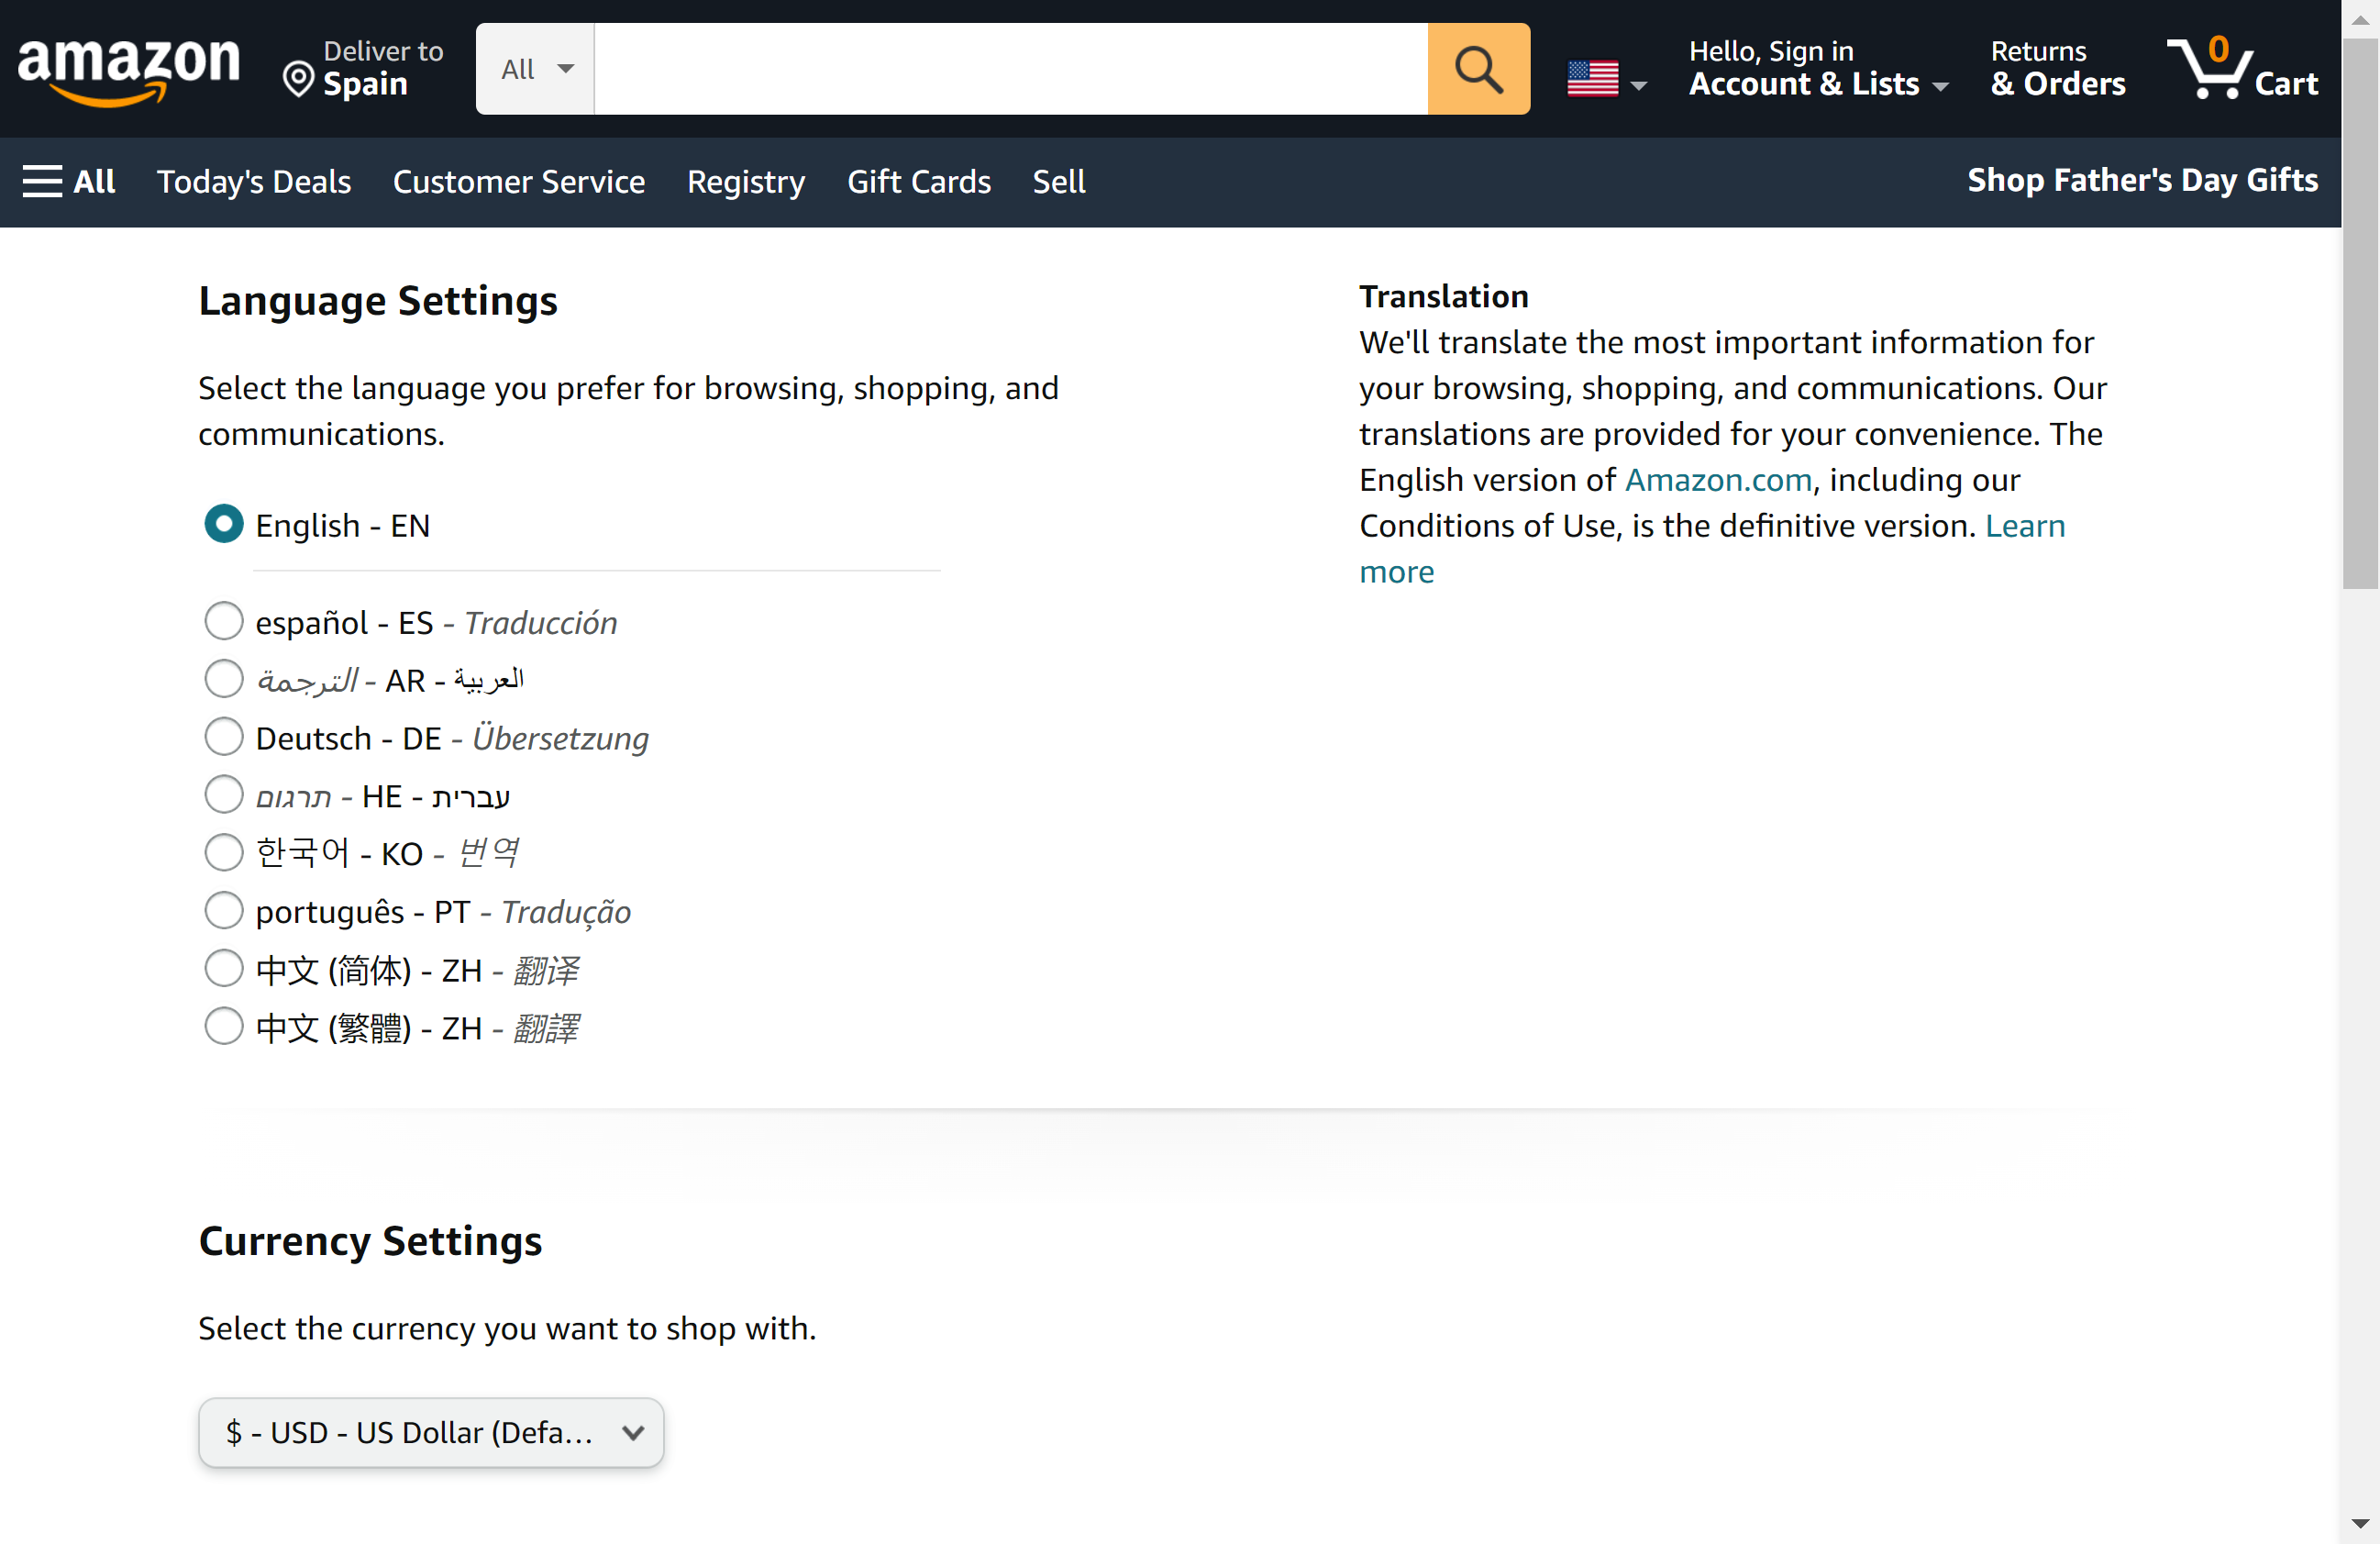 amazon
Deliver to
Spain
All
Hello, Sign in
Account & Lists
Returns
& Orders
0
Cart
All
Today's Deals
Customer Service
Registry
Gift Cards
Sell
Shop Father's Day Gifts
Language Settings
Select the language you prefer for browsing, shopping, and
communications.
English - EN
español - ES - Traducción
العربية - AR - الترجمة
Deutsch - DE - Übersetzung
עברית - HE - תרגום
한국어 - KO - 번역
português - PT - Tradução
中文 (简体) - ZH - 翻译
中文 (繁體) - ZH - 翻譯
Translation
We'll translate the most important information for
your browsing, shopping, and communications. Our
translations are provided for your convenience. The
English version of Amazon.com, including our
Conditions of Use, is the definitive version. Learn
more
Currency Settings
Select the currency you want to shop with.
$ - USD - US Dollar (Defa...